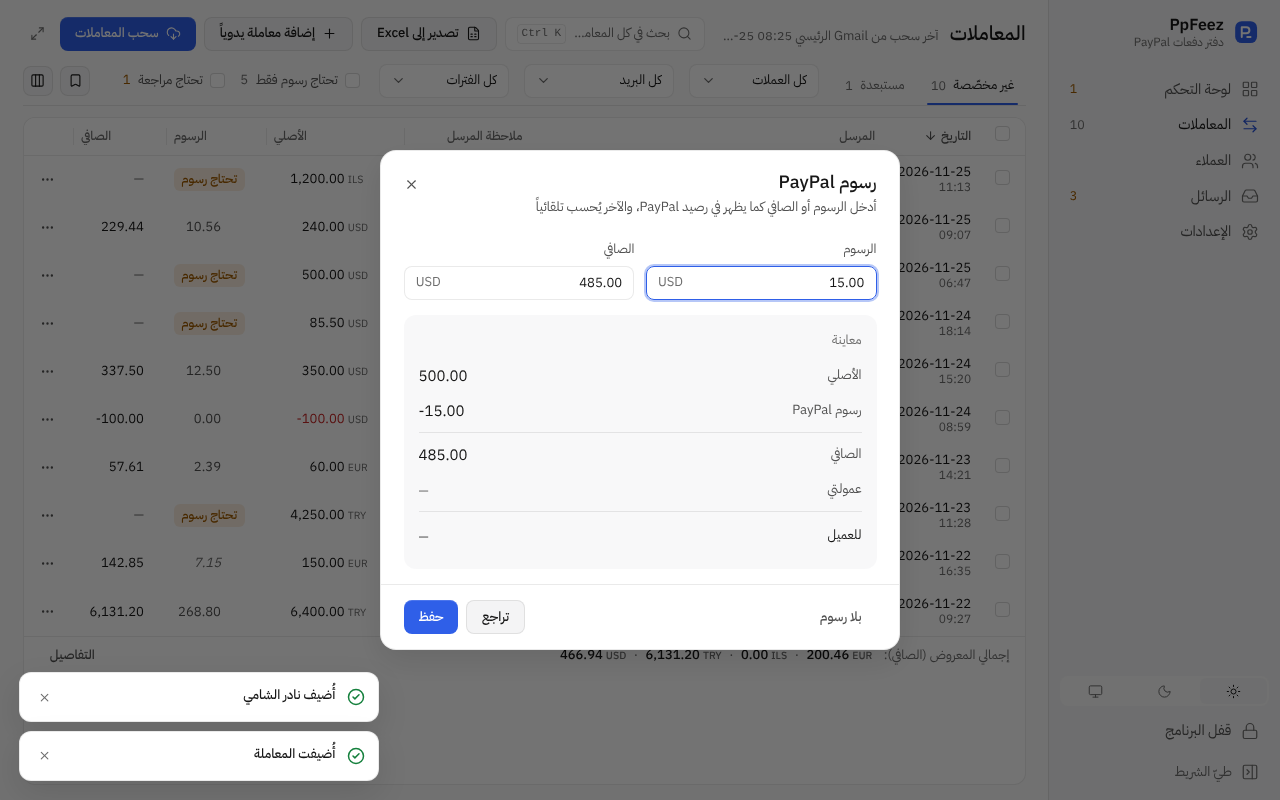 PpFeez
دفتر دفعات PayPal
لوحة التحكم 1
المعاملات 10
العملاء
الرسائل 3
الإعدادات
قفل البرنامج
طيّ الشريط
المعاملات
آخر سحب من Gmail الرئيسي 08:25 25-...
بحث في كل المعامـ... Ctrl K
تصدير إلى Excel
إضافة معاملة يدوياً
سحب المعاملات
غير مخصّصة 10
مستبعدة 1
كل العملات
كل البريد
كل الفترات
تحتاج رسوم فقط 5
تحتاج مراجعة 1
التاريخ المرسل ملاحظة المرسل الأصلي الرسوم الصافي
2026-11-25 11:13 1,200.00 ILS تحتاج رسوم —
2026-11-25 09:07 240.00 USD 10.56 229.44
2026-11-25 06:47 500.00 USD تحتاج رسوم —
2026-11-24 18:14 85.50 USD تحتاج رسوم —
2026-11-24 15:20 350.00 USD 12.50 337.50
2026-11-24 08:59 -100.00 USD 0.00 -100.00
2026-11-23 14:21 60.00 EUR 2.39 57.61
2026-11-23 11:28 4,250.00 TRY تحتاج رسوم —
2026-11-22 16:35 150.00 EUR 7.15 142.85
2026-11-22 09:27 6,400.00 TRY 268.80 6,131.20
إجمالي المعروض (الصافي): 200.46 EUR · 0.00 ILS · 6,131.20 TRY · 466.94 USD
التفاصيل
رسوم PayPal
أدخل الرسوم أو الصافي كما يظهر في رصيد PayPal، والآخر يُحسب تلقائياً
الرسوم الصافي
15.00 USD 485.00 USD
معاينة
الأصلي 500.00
رسوم PayPal -15.00
الصافي 485.00
عمولتي —
للعميل —
بلا رسوم
تراجع
حفظ
أُضيف نادر الشامي
أُضيفت المعاملة